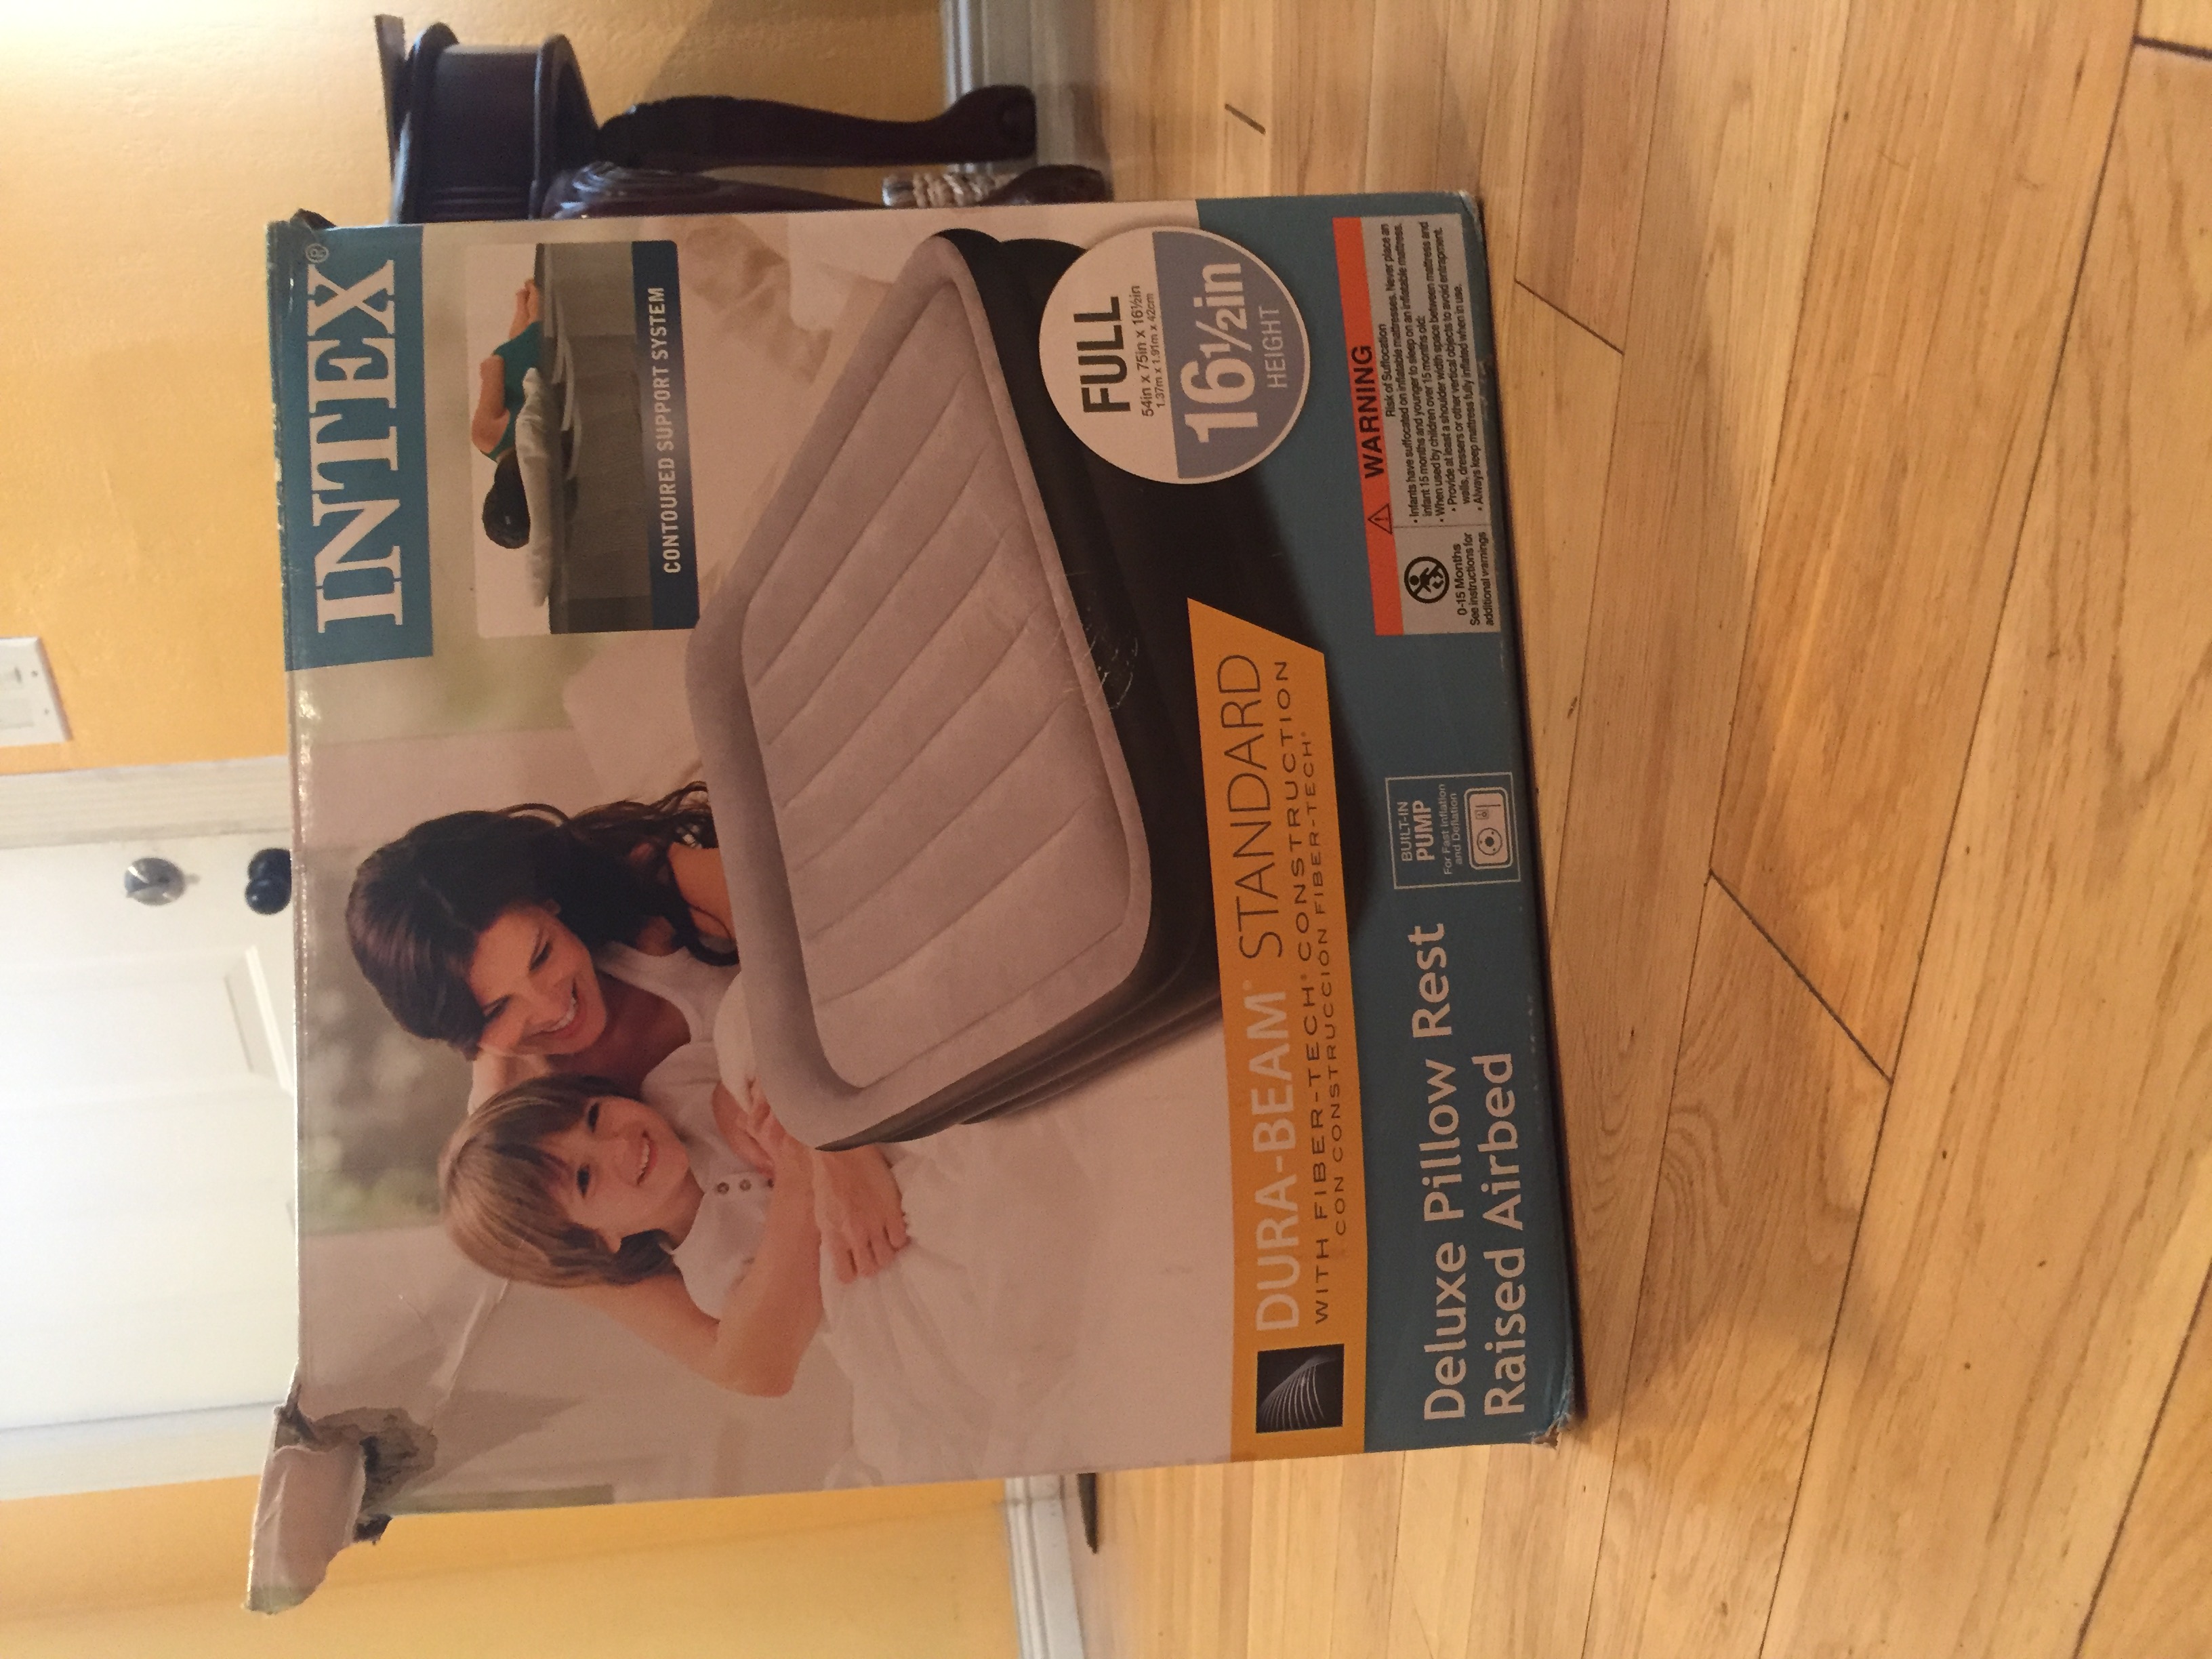 INTEX®
CONTOURED SUPPORT SYSTEM
FULL
54in x 75in x 16½in
1.37m x 1.91m x 42cm
16½in
HEIGHT
DURA-BEAM® STANDARD
WITH FIBER-TECH® CONSTRUCTION
CON CONSTRUCCIÓN FIBER-TECH®
Deluxe Pillow Rest
Raised Airbed
BUILT-IN
PUMP
For Fast Inflation
and Deflation
WARNING
Risk of Suffocation
• Infants have suffocated on inflatable mattresses. Never place an
infant 15 months and younger to sleep on an inflatable mattress.
• When used by children over 15 months old:
• Provide at least a shoulder width space between mattress and
walls, dressers or other vertical objects to avoid entrapment.
• Always keep mattress fully inflated when in use.
0-15 Months
See instructions for
additional warnings